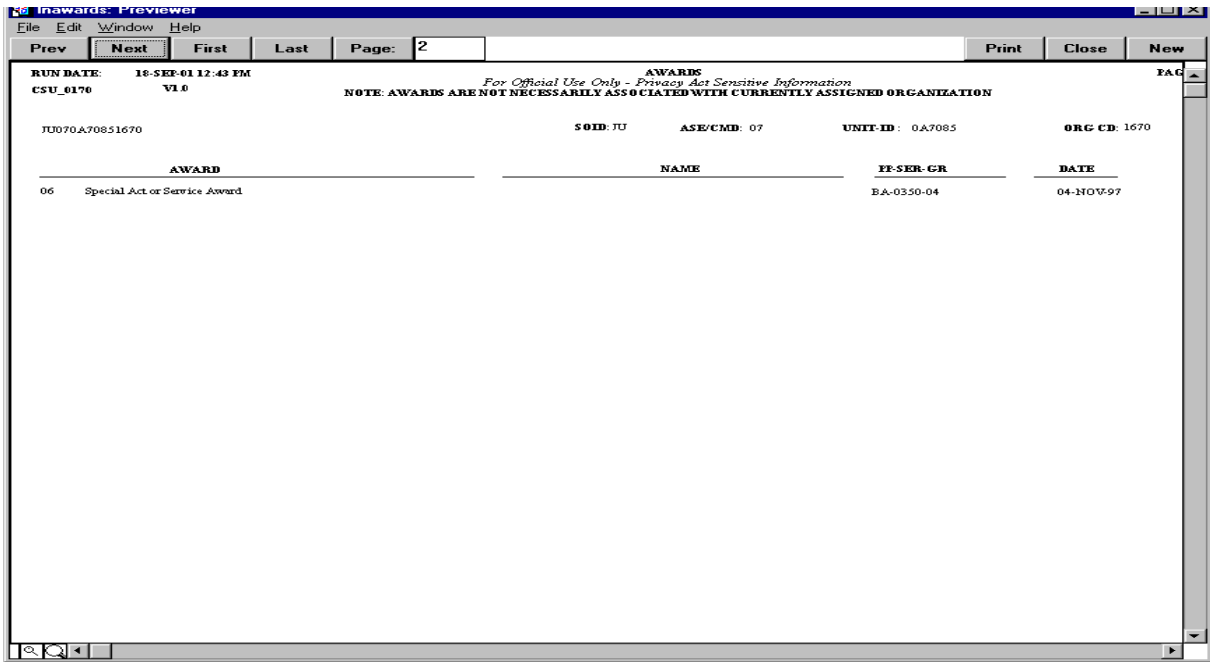 Inawards: Previewer
File Edit Window Help
Prev Next First Last Page: 2 Print Close New
RUN DATE: 18-SEP-01 12:43 PM AWARDS PAG
For Official Use Only - Privacy Act Sensitive Information
CSU_0170 V1.0 NOTE: AWARDS ARE NOT NECESSARILY ASSOCIATED WITH CURRENTLY ASSIGNED ORGANIZATION
JU070A70851670 SOID: JU ASE/CMD: 07 UNIT-ID : 0A7085 ORG CD: 1670
AWARD NAME PP-SER-GR DATE
06 Special Act or Service Award BA-0350-04 04-NOV-97